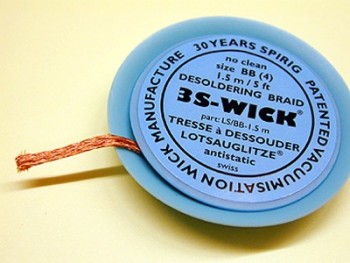 30 YEARS SPIRIG PATENTED VACUUMISATION WICK MANUFACTURE
no clean
size BB (4)
1.5 m / 5 ft
DESOLDERING BRAID
3S-WICK®
part: LS/BB-1.5 m
TRESSE À DESSOUDER
LOTSAUGLITZE®
antistatic
swiss